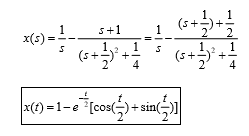 x(s) = 1/s − (s+1)/((s+1/2)² + 1/4) = 1/s − ((s+1/2)+1/2)/((s+1/2)² + 1/4)
x(t) = 1 − e^(−t/2)[cos(t/2) + sin(t/2)]